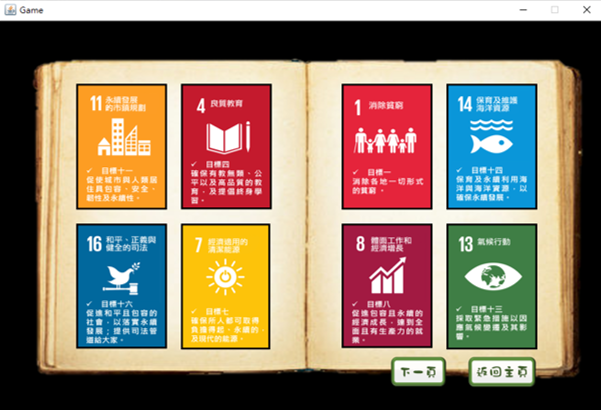 Game
11 永續發展
的市鎮規劃
✓ 目標十一
促使城市與人類居
住具包容、安全、
韌性及永續性。
4 良質教育
✓ 目標四
確保有教無類、公
平以及高品質的教
育，及提倡終身學
習。
1 消除貧窮
✓ 目標一
消除各地一切形式
的貧窮。
14 保育及維護
海洋資源
✓ 目標十四
保育及永續利用海
洋與海洋資源，以
確保永續發展。
16 和平、正義與
健全的司法
✓ 目標十六
促進和平且包容的
社會，以落實永續
發展；提供司法管
道給大家。
7 經濟適用的
清潔能源
✓ 目標七
確保所有人都可取得
負擔得起、永續的、
及現代的能源。
8 體面工作和
經濟增長
✓ 目標八
促進包容且永續的
經濟成長，達到全
面且有生產力的就
業。
13 氣候行動
✓ 目標十三
採取緊急措施以因
應氣候變遷及其影
響。
下一頁
返回主頁